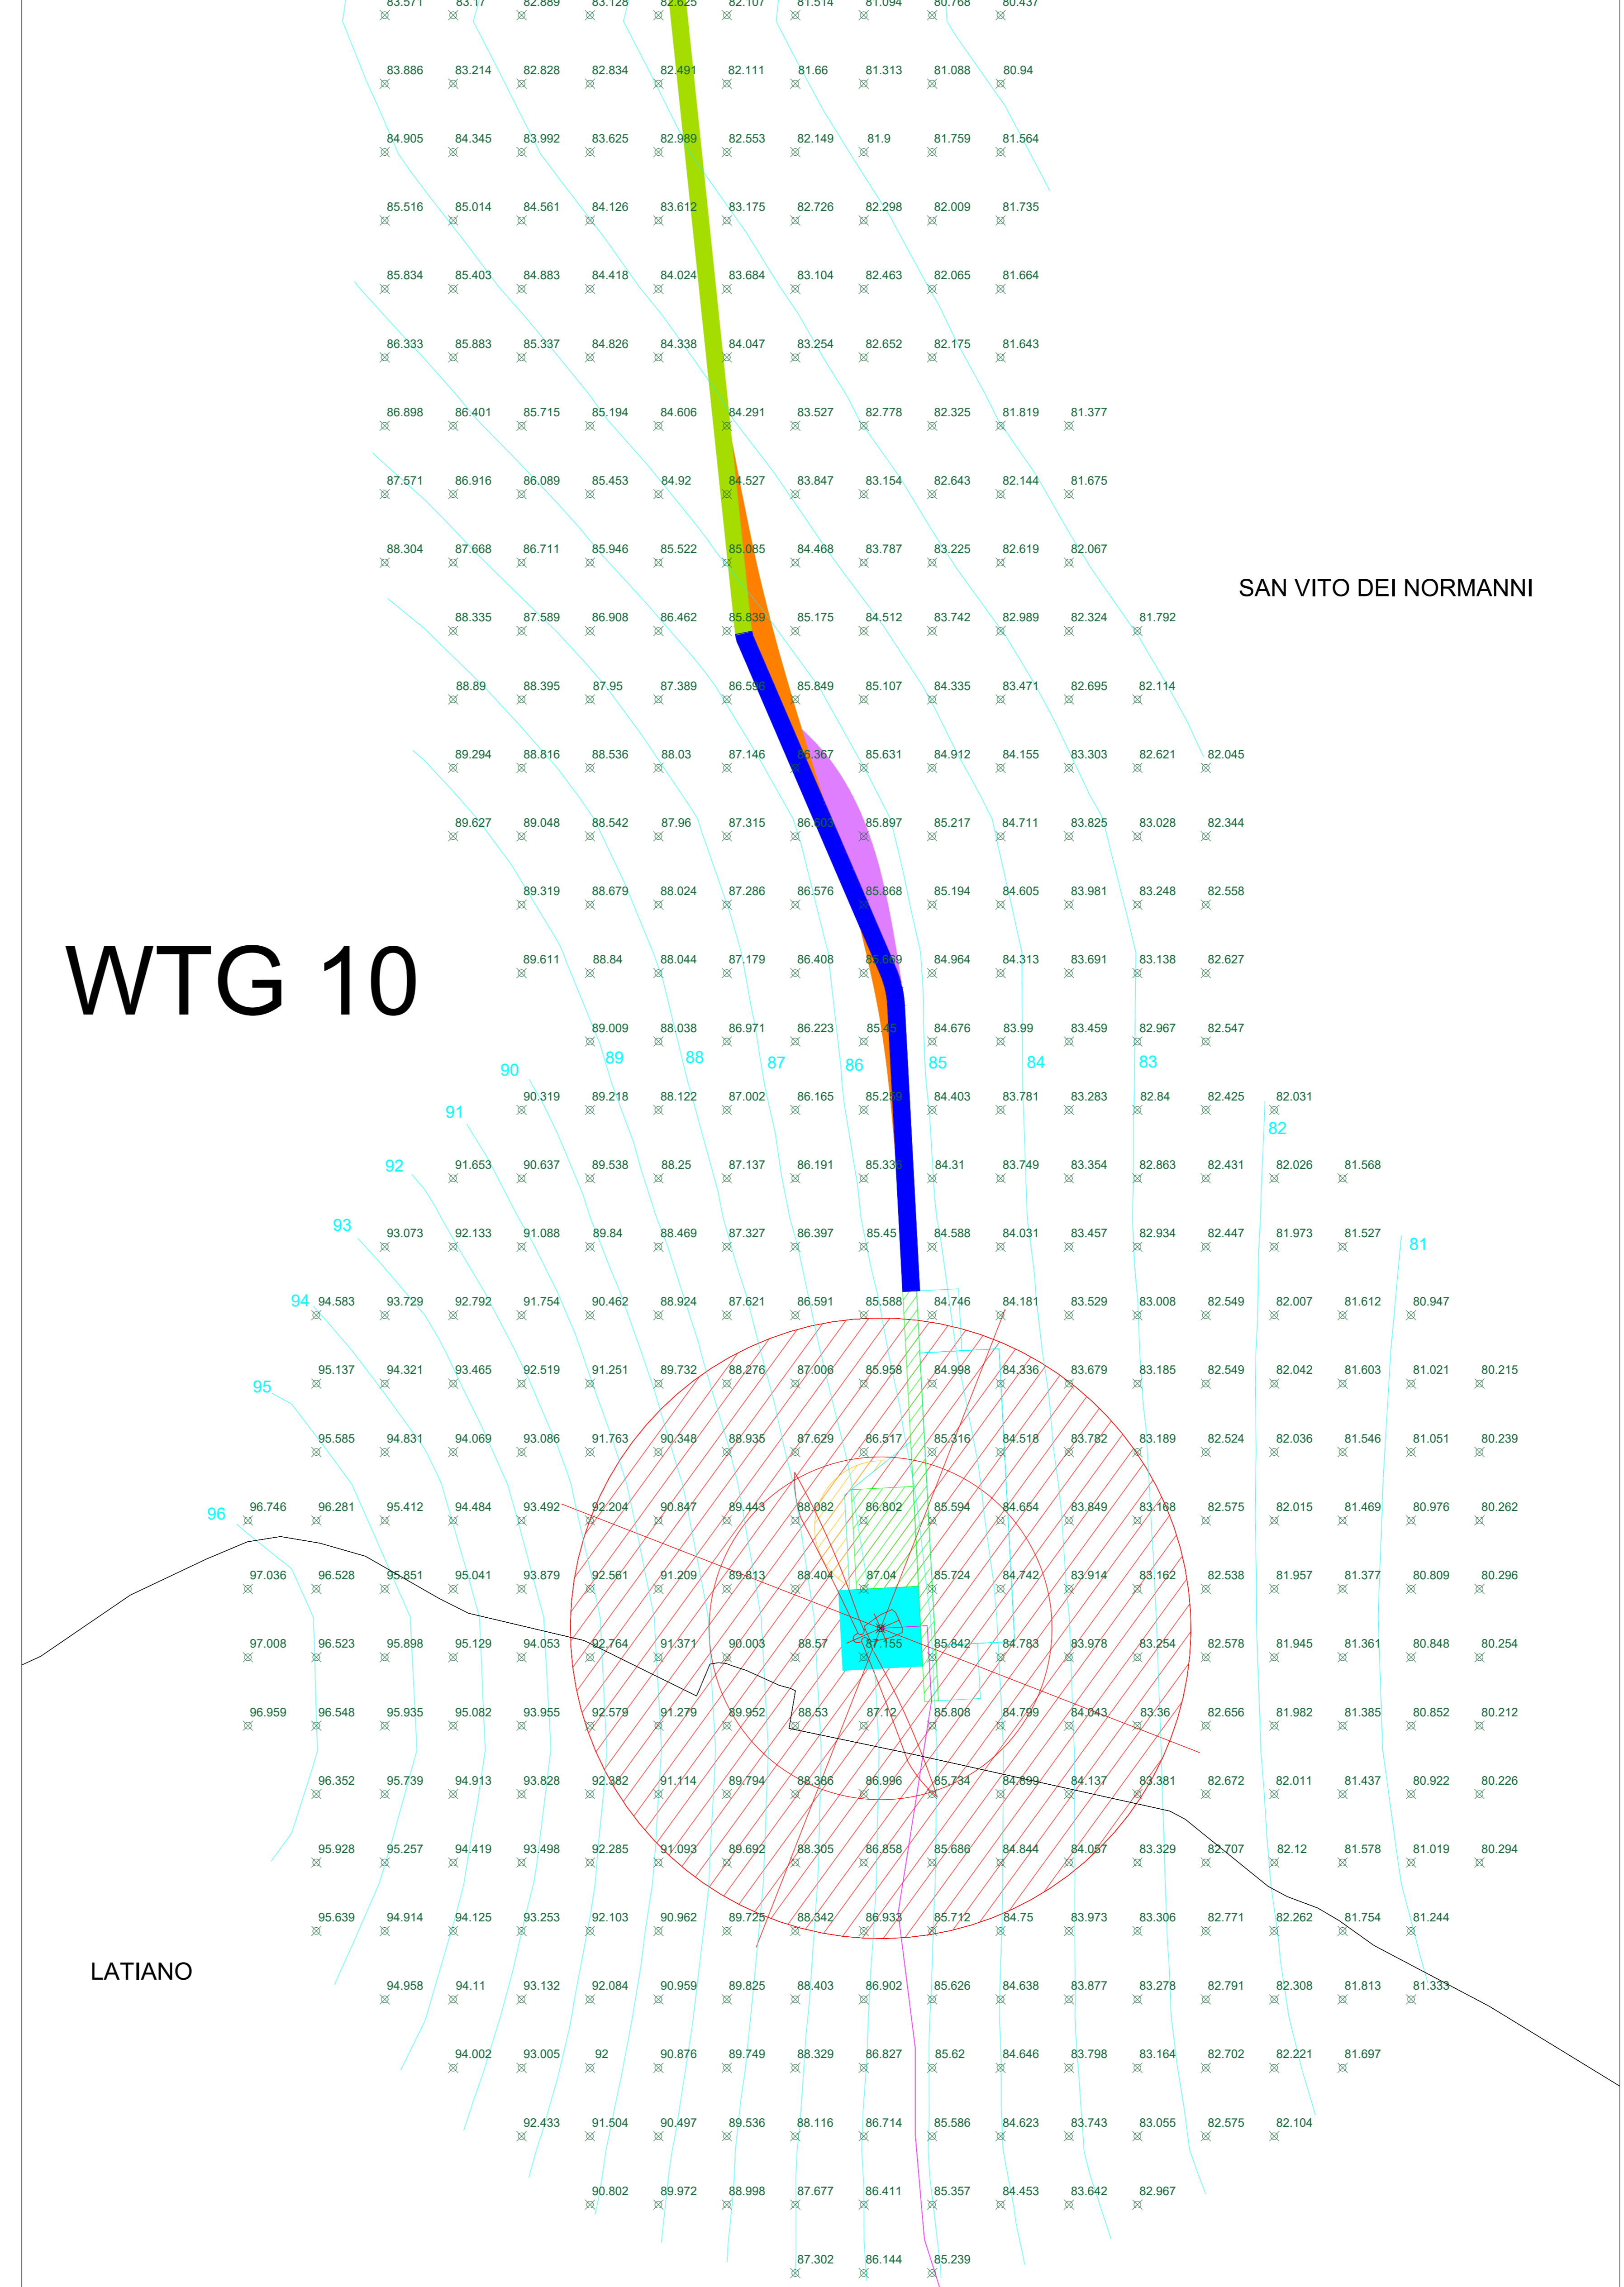 83.571 83.17 82.889 83.128 82.625 82.107 81.514 81.094 80.768 80.437
83.886 83.214 82.828 82.834 82.491 82.111 81.66 81.313 81.088 80.94
84.905 84.345 83.992 83.625 82.989 82.553 82.149 81.9 81.759 81.564
85.516 85.014 84.561 84.126 83.612 83.175 82.726 82.298 82.009 81.735
85.834 85.403 84.883 84.418 84.024 83.684 83.104 82.463 82.065 81.664
86.333 85.883 85.337 84.826 84.338 84.047 83.254 82.652 82.175 81.643
86.898 86.401 85.715 85.194 84.606 84.291 83.527 82.778 82.325 81.819 81.377
87.571 86.916 86.089 85.453 84.92 84.527 83.847 83.154 82.643 82.144 81.675
88.304 87.668 86.711 85.946 85.522 85.085 84.468 83.787 83.225 82.619 82.067
SAN VITO DEI NORMANNI
88.335 87.589 86.908 86.462 85.839 85.175 84.512 83.742 82.989 82.324 81.792
88.89 88.395 87.95 87.389 86.596 85.849 85.107 84.335 83.471 82.695 82.114
89.294 88.816 88.536 88.03 87.146 86.367 85.631 84.912 84.155 83.303 82.621 82.045
89.627 89.048 88.542 87.96 87.315 86.603 85.897 85.217 84.711 83.825 83.028 82.344
89.319 88.679 88.024 87.286 86.576 85.868 85.194 84.605 83.981 83.248 82.558
WTG 10
89.611 88.84 88.044 87.179 86.408 85.669 84.964 84.313 83.691 83.138 82.627
89.009 88.038 86.971 86.223 85.45 84.676 83.99 83.459 82.967 82.547
90 89 88 87 86 85 84 83
90.319 89.218 88.122 87.002 86.165 85.259 84.403 83.781 83.283 82.84 82.425 82.031
91 82
92 91.653 90.637 89.538 88.25 87.137 86.191 85.336 84.31 83.749 83.354 82.863 82.431 82.026 81.568
93 93.073 92.133 91.088 89.84 88.469 87.327 86.397 85.45 84.588 84.031 83.457 82.934 82.447 81.973 81.527 81
94 94.583 93.729 92.792 91.754 90.462 88.924 87.621 86.591 85.588 84.746 84.181 83.529 83.008 82.549 82.007 81.612 80.947
95.137 94.321 93.465 92.519 91.251 89.732 88.276 87.006 85.958 84.998 84.336 83.679 83.185 82.549 82.042 81.603 81.021 80.215
95
95.585 94.831 94.069 93.086 91.763 90.348 88.935 87.629 86.517 85.316 84.518 83.782 83.189 82.524 82.036 81.546 81.051 80.239
96 96.746 96.281 95.412 94.484 93.492 92.204 90.847 89.443 88.082 86.802 85.594 84.654 83.849 83.168 82.575 82.015 81.469 80.976 80.262
97.036 96.528 95.851 95.041 93.879 92.561 91.209 89.813 88.404 87.04 85.724 84.742 83.914 83.162 82.538 81.957 81.377 80.809 80.296
97.008 96.523 95.898 95.129 94.053 92.764 91.371 90.003 88.57 87.155 85.842 84.783 83.978 83.254 82.578 81.945 81.361 80.848 80.254
96.959 96.548 95.935 95.082 93.955 92.579 91.279 89.952 88.53 87.12 85.808 84.799 84.043 83.36 82.656 81.982 81.385 80.852 80.212
96.352 95.739 94.913 93.828 92.382 91.114 89.794 88.386 86.996 85.734 84.899 84.137 83.381 82.672 82.011 81.437 80.922 80.226
95.928 95.257 94.419 93.498 92.285 91.093 89.692 88.305 86.858 85.686 84.844 84.057 83.329 82.707 82.12 81.578 81.019 80.294
95.639 94.914 94.125 93.253 92.103 90.962 89.725 88.342 86.933 85.712 84.75 83.973 83.306 82.771 82.262 81.754 81.244
LATIANO
94.958 94.11 93.132 92.084 90.959 89.825 88.403 86.902 85.626 84.638 83.877 83.278 82.791 82.308 81.813 81.333
94.002 93.005 92 90.876 89.749 88.329 86.827 85.62 84.646 83.798 83.164 82.702 82.221 81.697
92.433 91.504 90.497 89.536 88.116 86.714 85.586 84.623 83.743 83.055 82.575 82.104
90.802 89.972 88.998 87.677 86.411 85.357 84.453 83.642 82.967
87.302 86.144 85.239